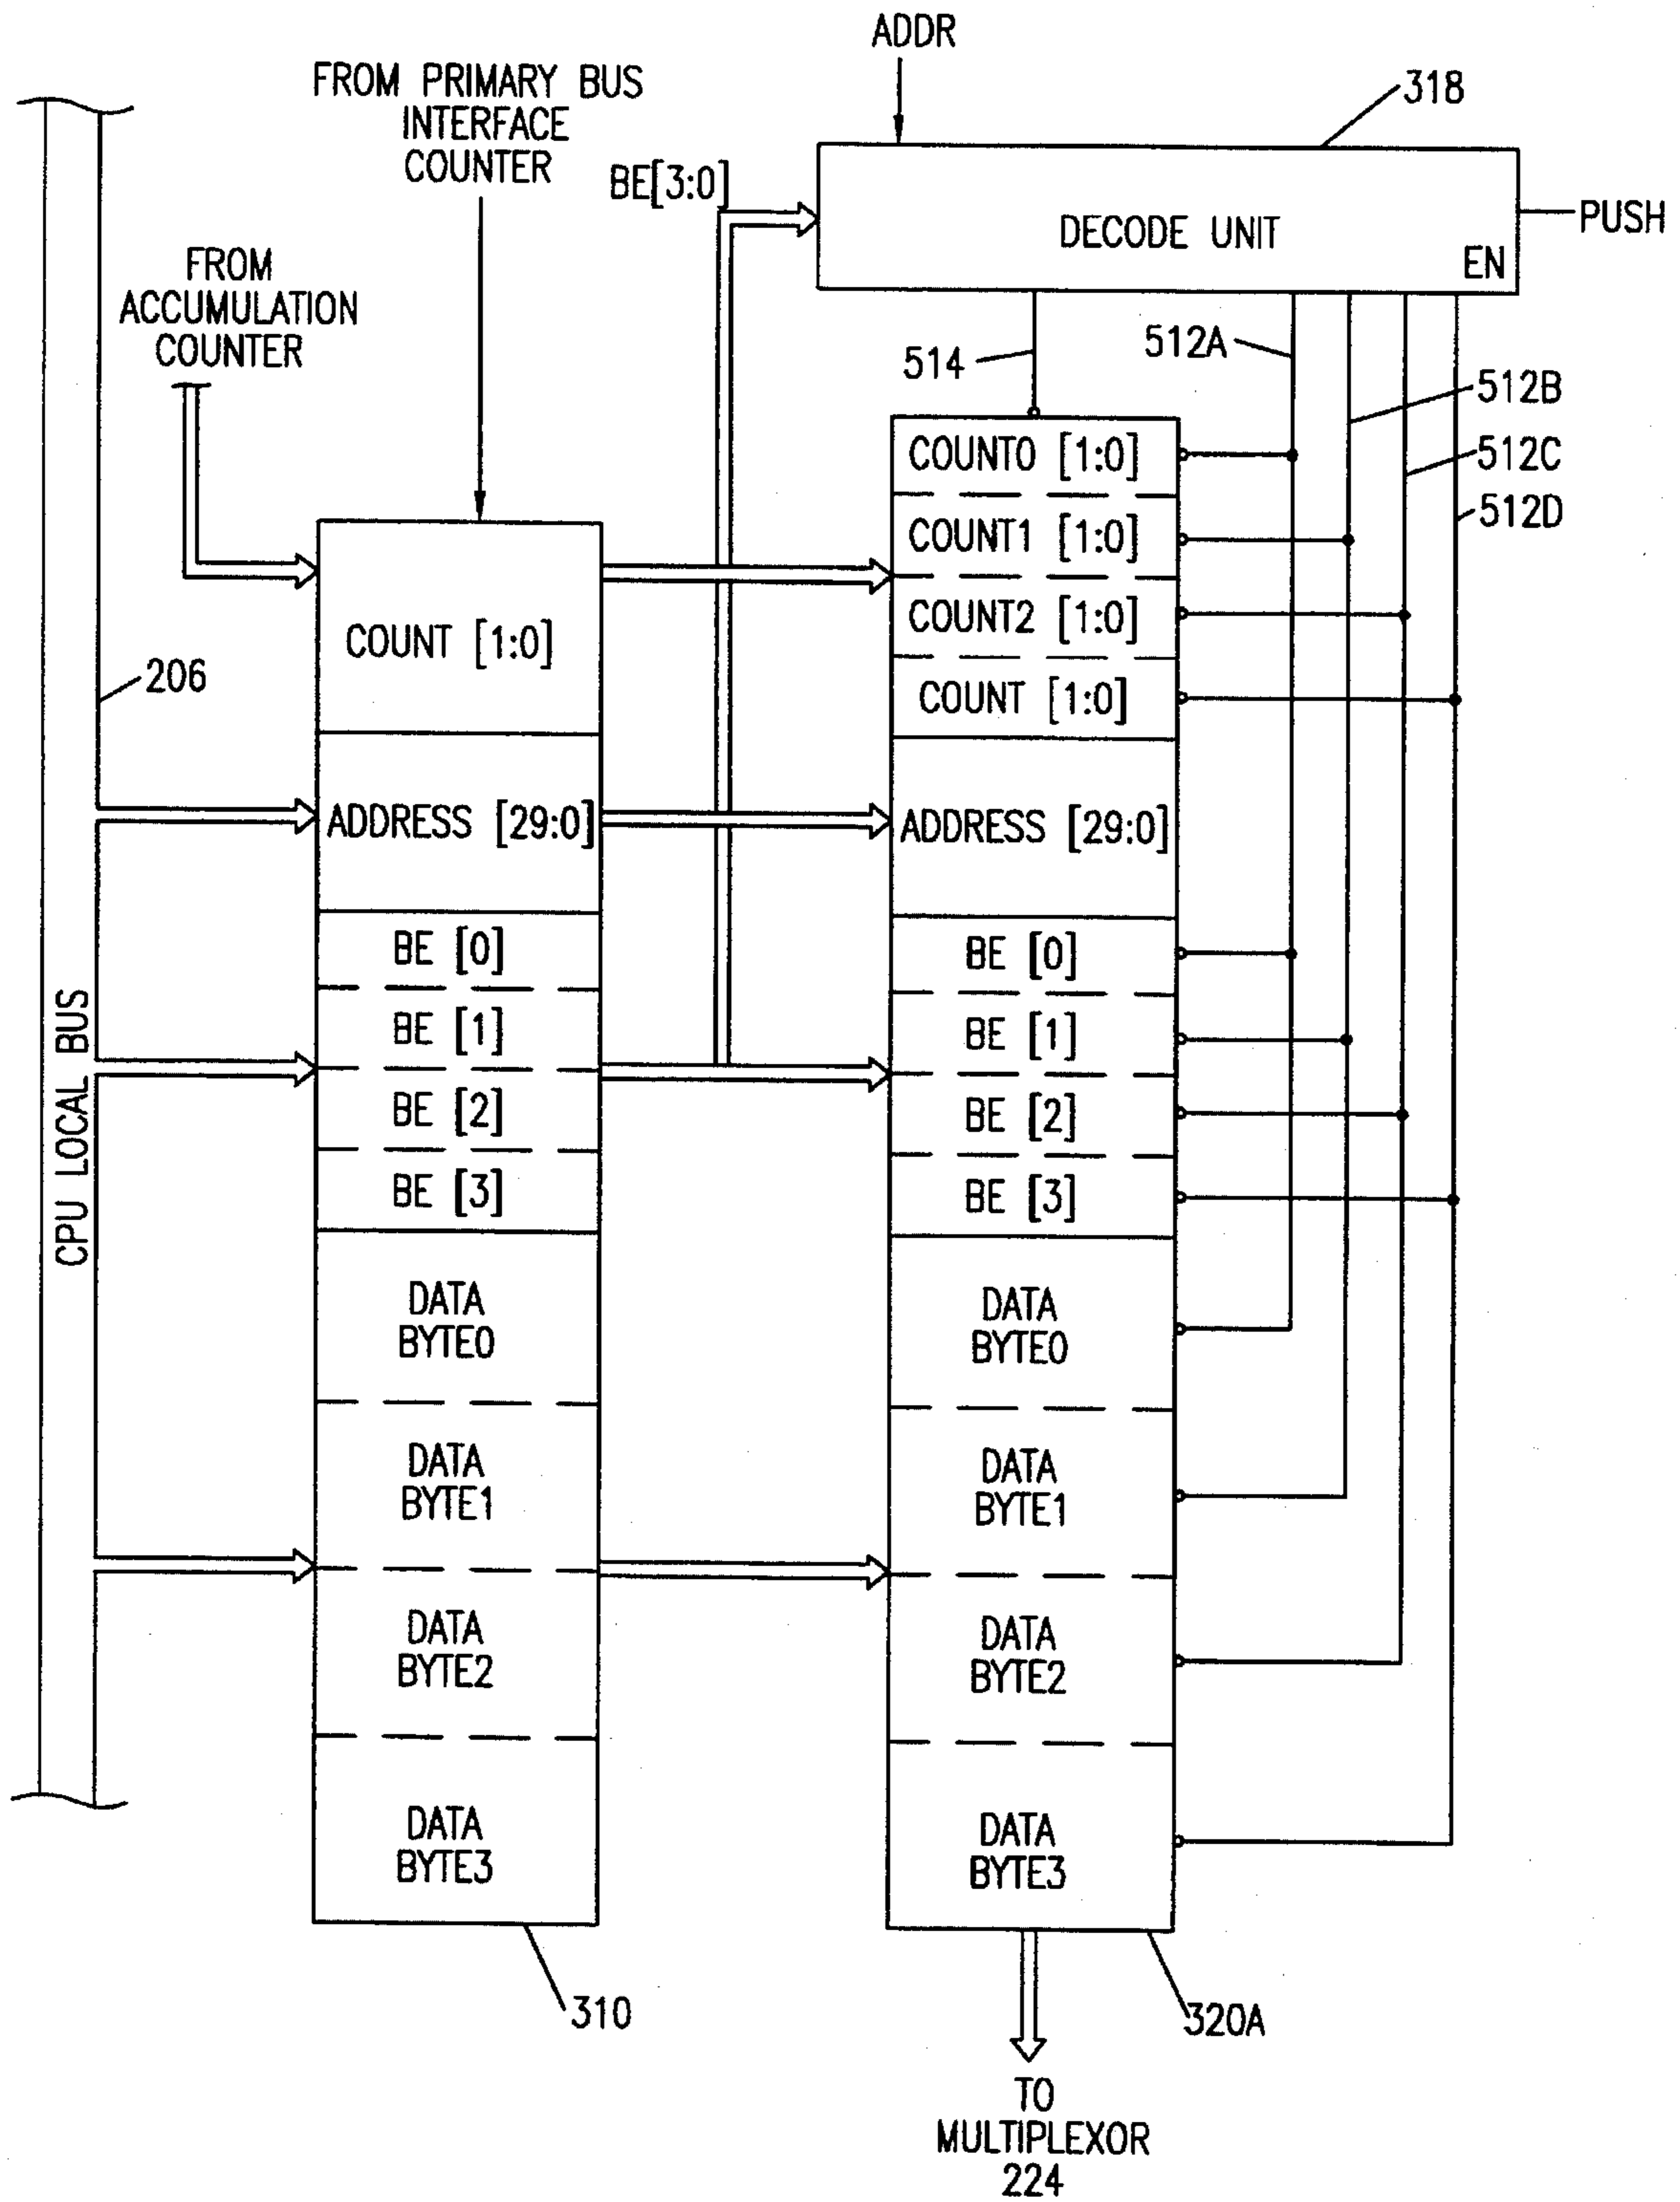 ADDR
FROM PRIMARY BUS
INTERFACE
COUNTER
318
BE[3:0]
DECODE UNIT
PUSH
EN
FROM
ACCUMULATION
COUNTER
514
512A
512B
512C
512D
COUNT [1:0]
COUNT0 [1:0]
COUNT1 [1:0]
COUNT2 [1:0]
COUNT [1:0]
206
CPU LOCAL BUS
ADDRESS [29:0]
ADDRESS [29:0]
BE [0]
BE [1]
BE [2]
BE [3]
BE [0]
BE [1]
BE [2]
BE [3]
DATA
BYTE0
DATA
BYTE1
DATA
BYTE2
DATA
BYTE3
DATA
BYTE0
DATA
BYTE1
DATA
BYTE2
DATA
BYTE3
310
320A
TO
MULTIPLEXOR
224